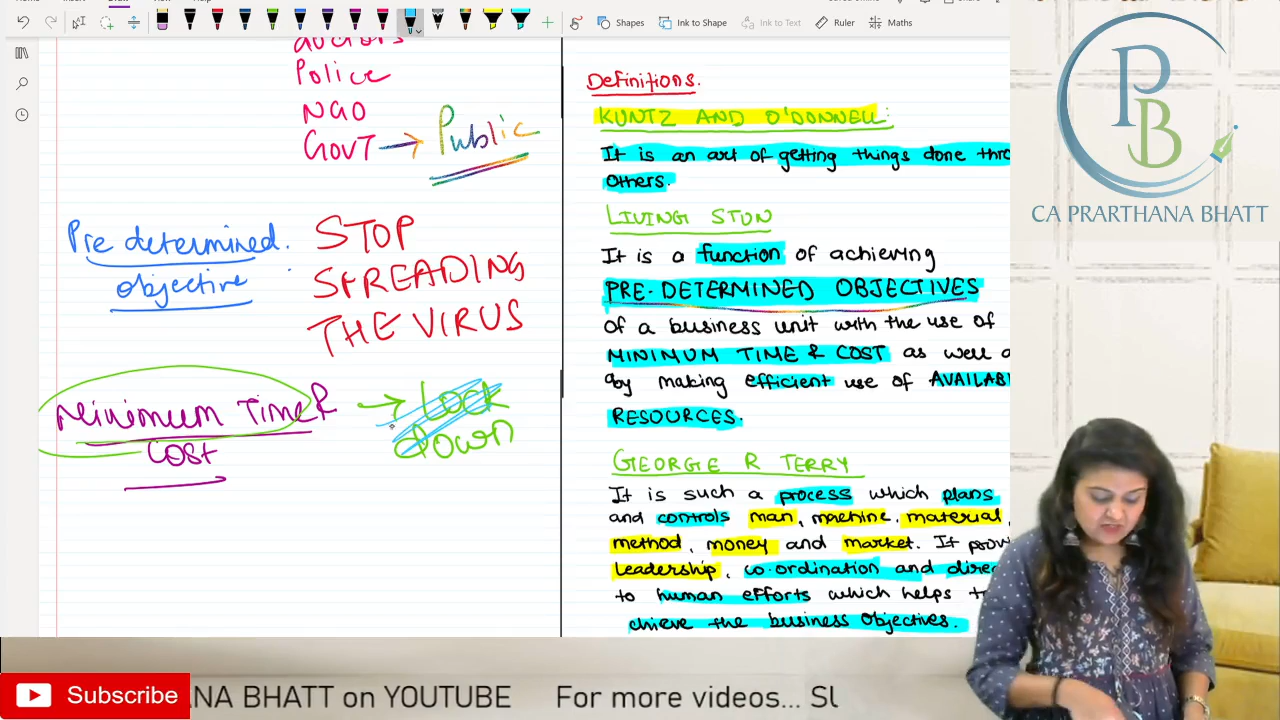 Shapes
Ink to Shape
Ink to Text
Ruler
Maths
Police
NGO
GOVT → Public
Pre determined.
objective
STOP
SPREADING
THE VIRUS
Minimum Time &
Cost
→ Lock
down
Definitions.
KUNTZ AND O'DONNELL:
It is an art of getting things done thr
others.
LIVING STON
It is a function of achieving
PRE-DETERMINED OBJECTIVES
of a business unit with the use of
MINIMUM TIME & COST as well a
by making efficient use of AVAILAB
RESOURCES.
GEORGE R TERRY
It is such a process which plans
and controls man, machine, material,
method, money and market. It prov
leadership, co-ordination and direc
to human efforts which helps t
chieve the business objectives.
PB
CA PRARTHANA BHATT
Subscribe
ANA BHATT on YOUTUBE For more videos... Sl